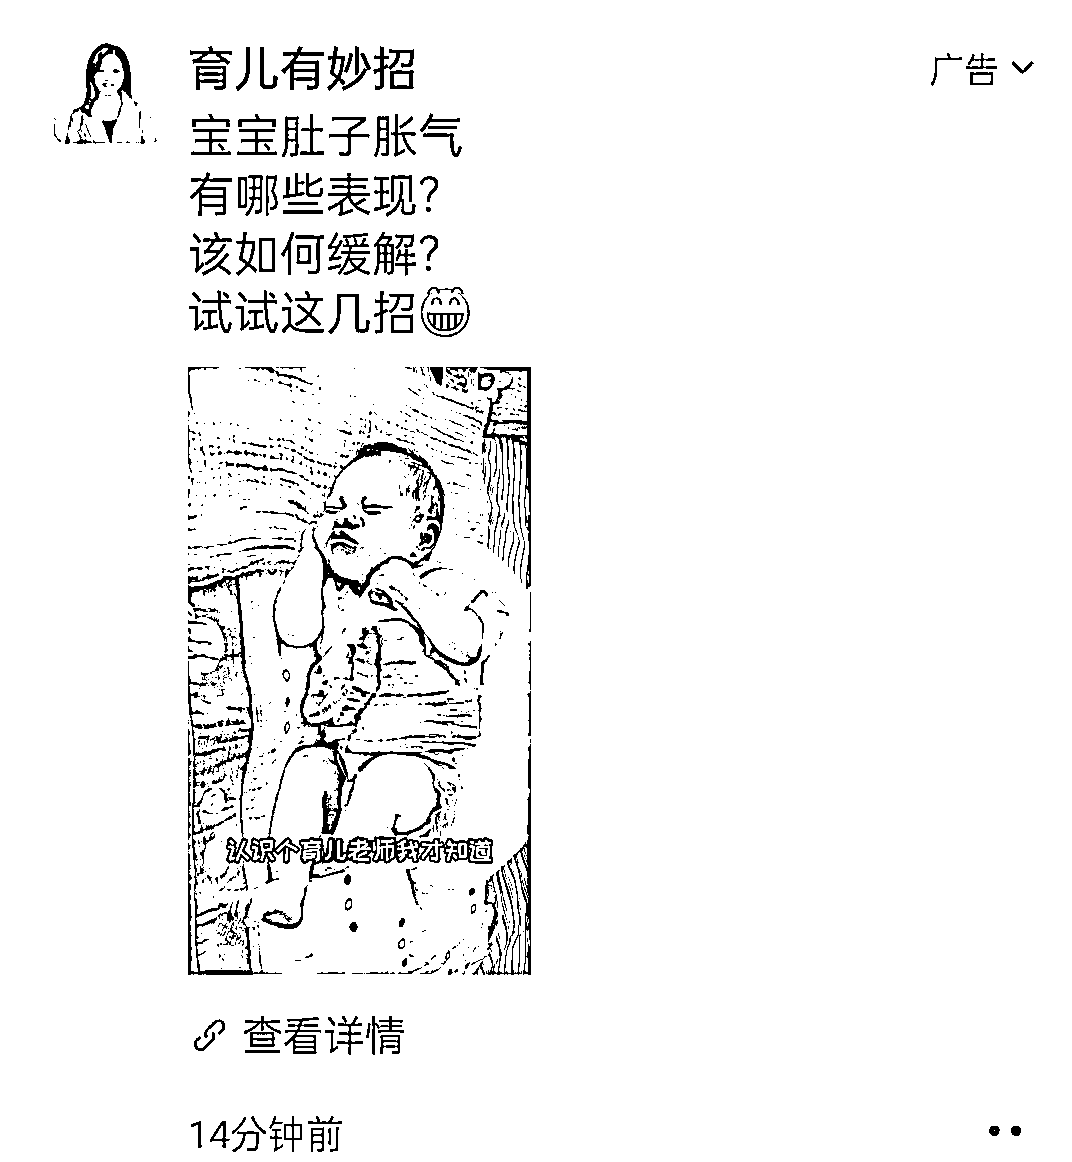 育儿有妙招
广告
宝宝肚子胀气
有哪些表现？
该如何缓解？
试试这几招😁
认识个育儿老师我才知道
查看详情
14分钟前